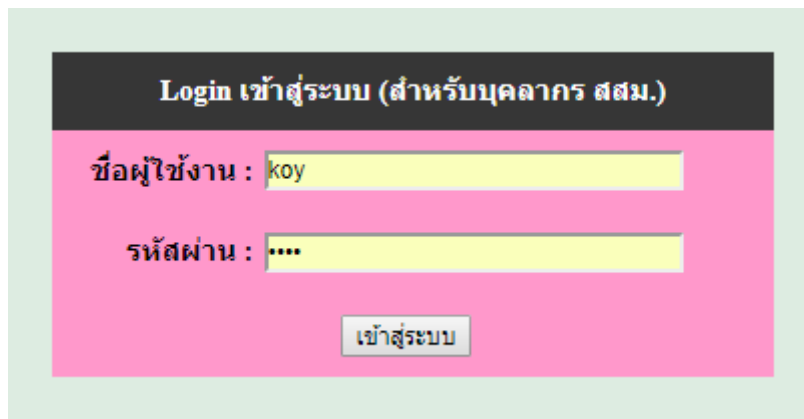 Login เข้าสู่ระบบ (สำหรับบุคลากร สสม.)
ชื่อผู้ใช้งาน : koy
รหัสผ่าน : ••••
เข้าสู่ระบบ